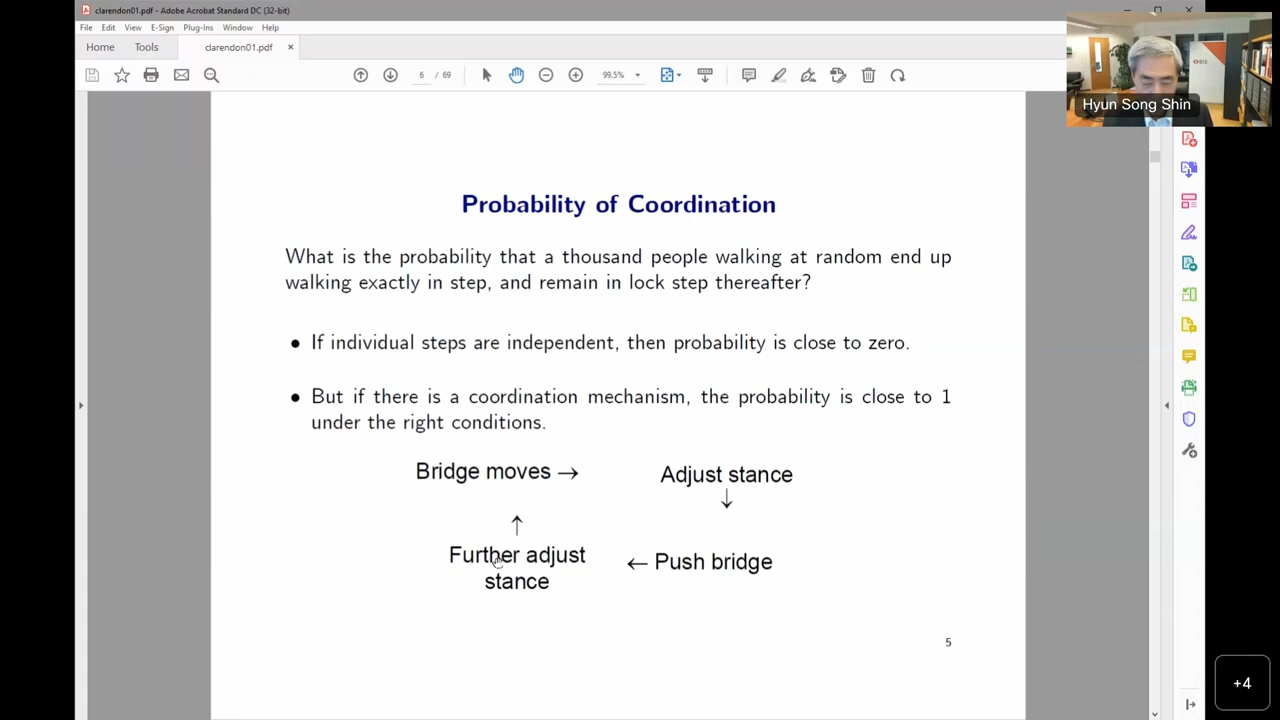 clarendon01.pdf - Adobe Acrobat Standard DC (32-bit)
File Edit View E-Sign Plug-Ins Window Help
Home Tools clarendon01.pdf ×
6 / 69 99.5%
Hyun Song Shin
Probability of Coordination
What is the probability that a thousand people walking at random end up
walking exactly in step, and remain in lock step thereafter?
• If individual steps are independent, then probability is close to zero.
• But if there is a coordination mechanism, the probability is close to 1
under the right conditions.
Bridge moves → Adjust stance
↑ ↓
Further adjust ← Push bridge
stance
5
+4